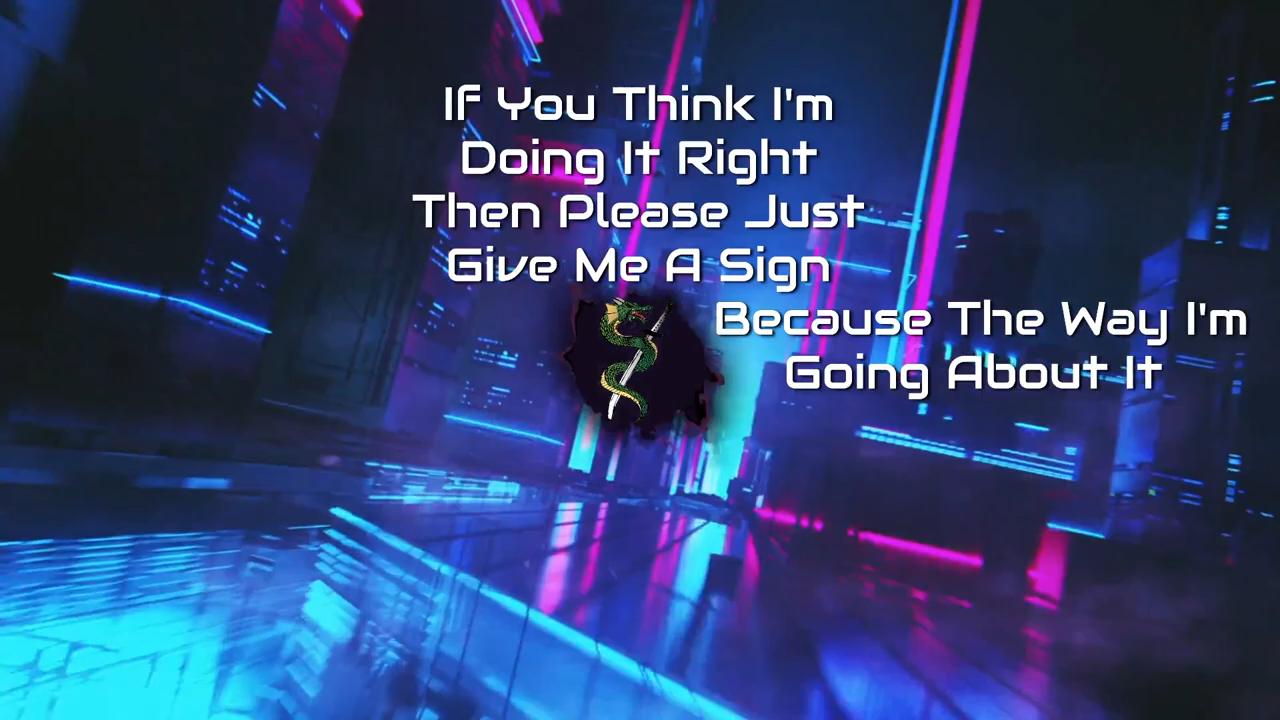 If You Think I'm
Doing It Right
Then Please Just
Give Me A Sign
Because The Way I'm
Going About It